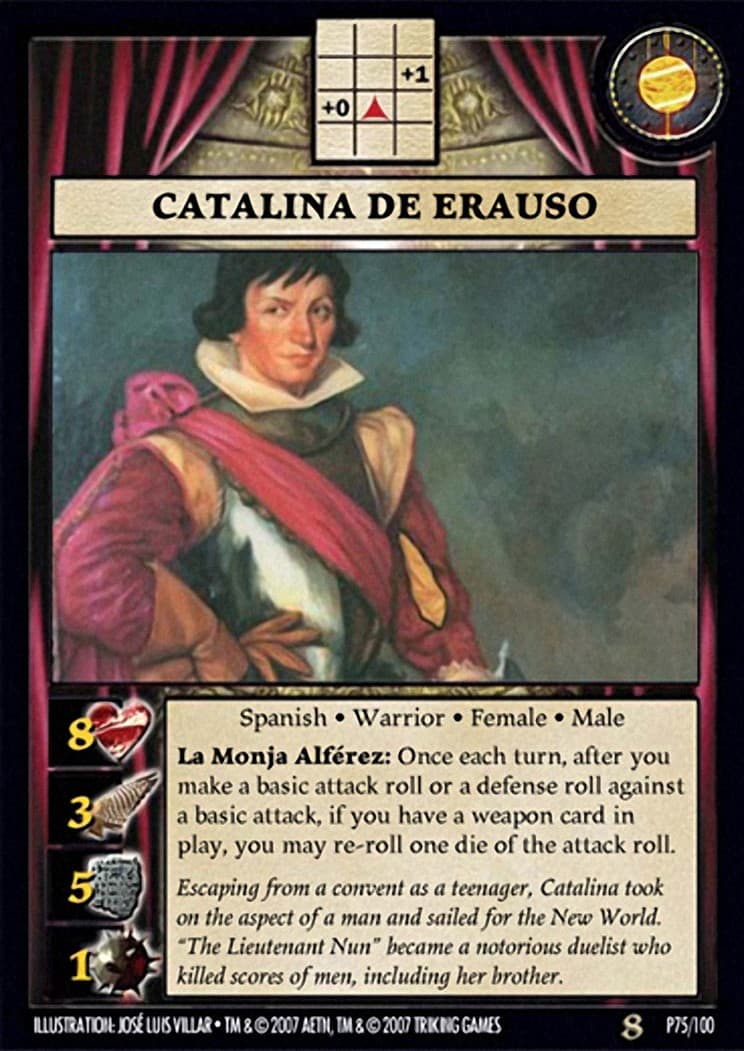 +1
+0
CATALINA DE ERAUSO
8
Spanish • Warrior • Female • Male
La Monja Alférez: Once each turn, after you
make a basic attack roll or a defense roll against
a basic attack, if you have a weapon card in
play, you may re-roll one die of the attack roll.
3
5
1
Escaping from a convent as a teenager, Catalina took
on the aspect of a man and sailed for the New World.
“The Lieutenant Nun” became a notorious duelist who
killed scores of men, including her brother.
ILLUSTRATION: JOSÉ LUIS VILLAR • TM & © 2007 AETN, TM & © 2007 TRIKING GAMES
8
P75/100